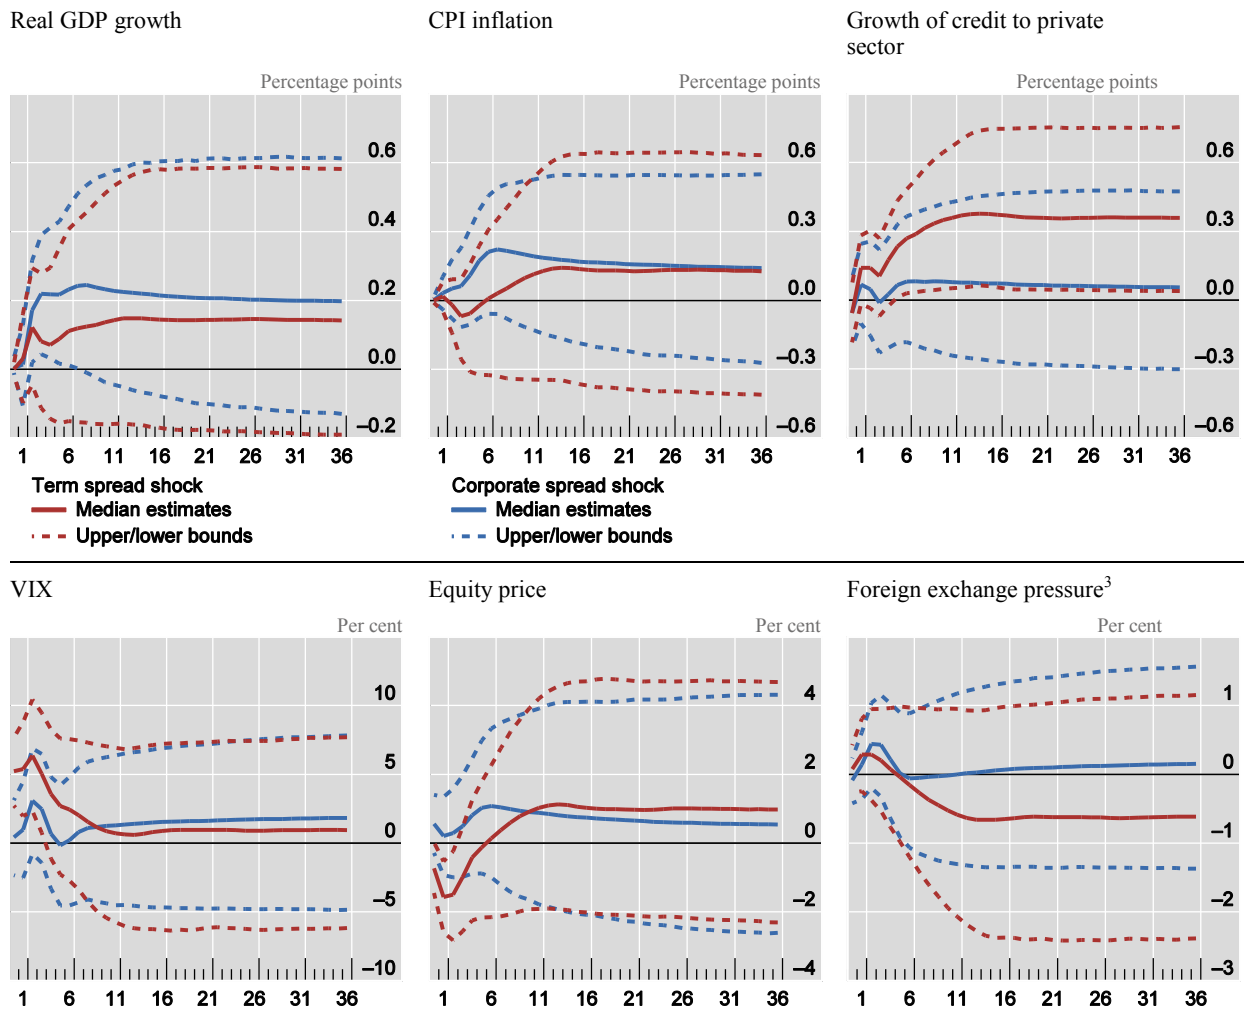 Real GDP growth
CPI inflation
Growth of credit to private
sector
Percentage points
Percentage points
Percentage points
0.6
0.4
0.2
0.0
–0.2
1 6 11 16 21 26 31 36
0.6
0.3
0.0
–0.3
–0.6
1 6 11 16 21 26 31 36
0.6
0.3
0.0
–0.3
–0.6
1 6 11 16 21 26 31 36
Term spread shock
Median estimates
Upper/lower bounds
Corporate spread shock
Median estimates
Upper/lower bounds
VIX
Equity price
Foreign exchange pressure³
Per cent
Per cent
Per cent
10
5
0
–5
–10
1 6 11 16 21 26 31 36
4
2
0
–2
–4
1 6 11 16 21 26 31 36
1
0
–1
–2
–3
1 6 11 16 21 26 31 36